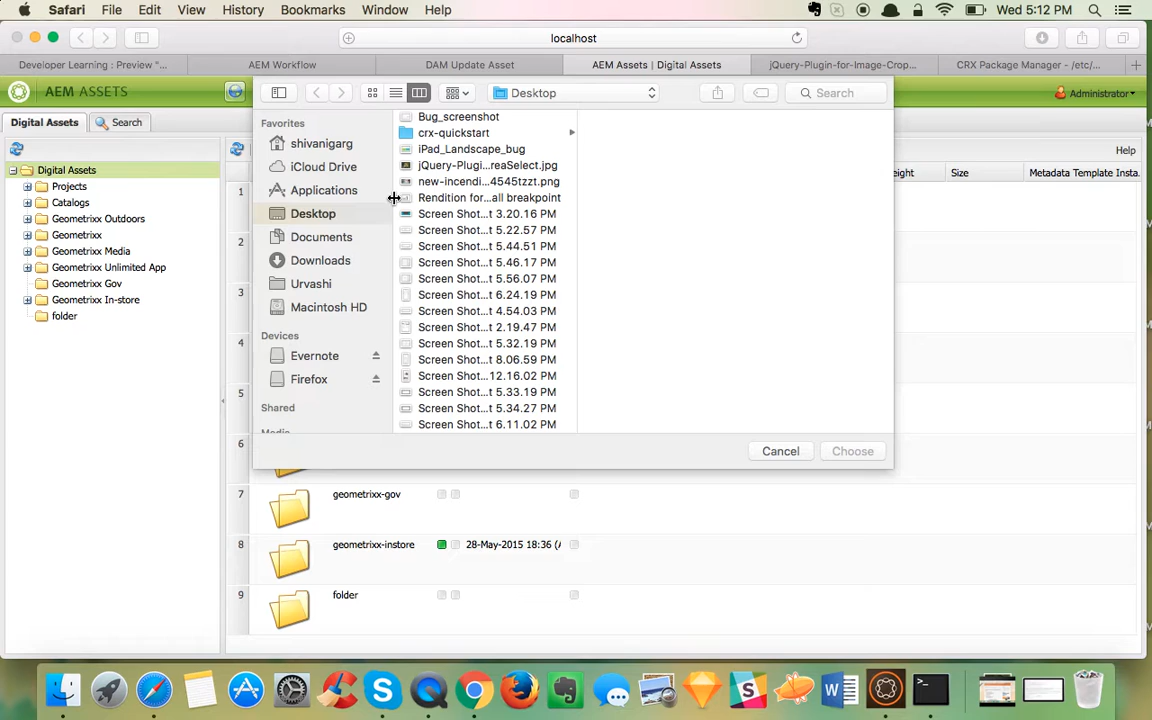 Safari File Edit View History Bookmarks Window Help Wed 5:12 PM
localhost
Developer Learning : Preview "... AEM Workflow DAM Update Asset AEM Assets | Digital Assets jQuery-Plugin-for-Image-Crop... CRX Package Manager - /etc/...
AEM ASSETS Desktop Search Administrator
Digital Assets Search
Help
eight Size Metadata Template Insta.
Digital Assets
Projects
Catalogs
Geometrixx Outdoors
Geometrixx
Geometrixx Media
Geometrixx Unlimited App
Geometrixx Gov
Geometrixx In-store
folder
Favorites
shivanigarg
iCloud Drive
Applications
Desktop
Documents
Downloads
Urvashi
Macintosh HD
Devices
Evernote
Firefox
Shared
Media
Bug_screenshot
crx-quickstart
iPad_Landscape_bug
jQuery-Plugi...reaSelect.jpg
new-incendi...4545tzzt.png
Rendition for...all breakpoint
Screen Shot...t 3.20.16 PM
Screen Shot...t 5.22.57 PM
Screen Shot...t 5.44.51 PM
Screen Shot...t 5.46.17 PM
Screen Shot...t 5.56.07 PM
Screen Shot...t 6.24.19 PM
Screen Shot...t 4.54.03 PM
Screen Shot...t 2.19.47 PM
Screen Shot...t 5.32.19 PM
Screen Shot...t 8.06.59 PM
Screen Shot...12.16.02 PM
Screen Shot...t 5.33.19 PM
Screen Shot...t 5.34.27 PM
Screen Shot...t 6.11.02 PM
Cancel Choose
1
2
3
4
5
6
7 geometrixx-gov
8 geometrixx-instore 28-May-2015 18:36 (
9 folder